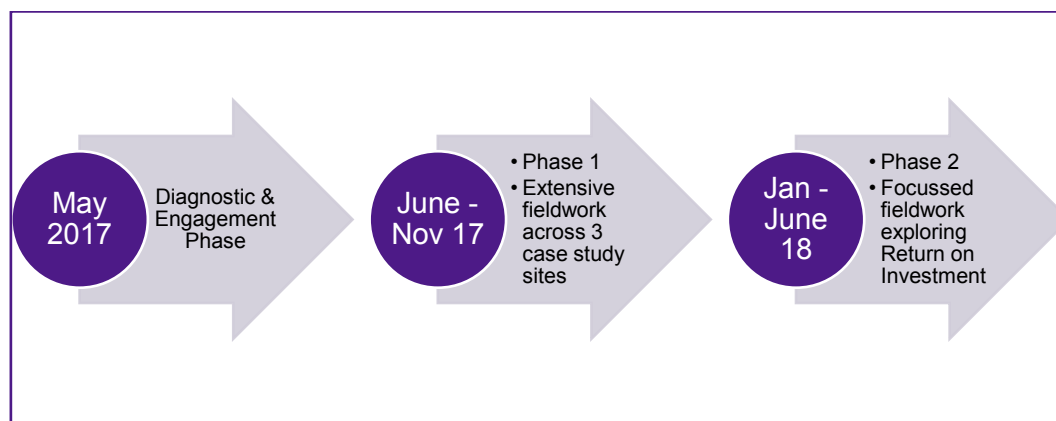 May
2017
Diagnostic &
Engagement
Phase
June -
Nov 17
• Phase 1
• Extensive
fieldwork
across 3
case study
sites
Jan -
June
18
• Phase 2
• Focussed
fieldwork
exploring
Return on
Investment